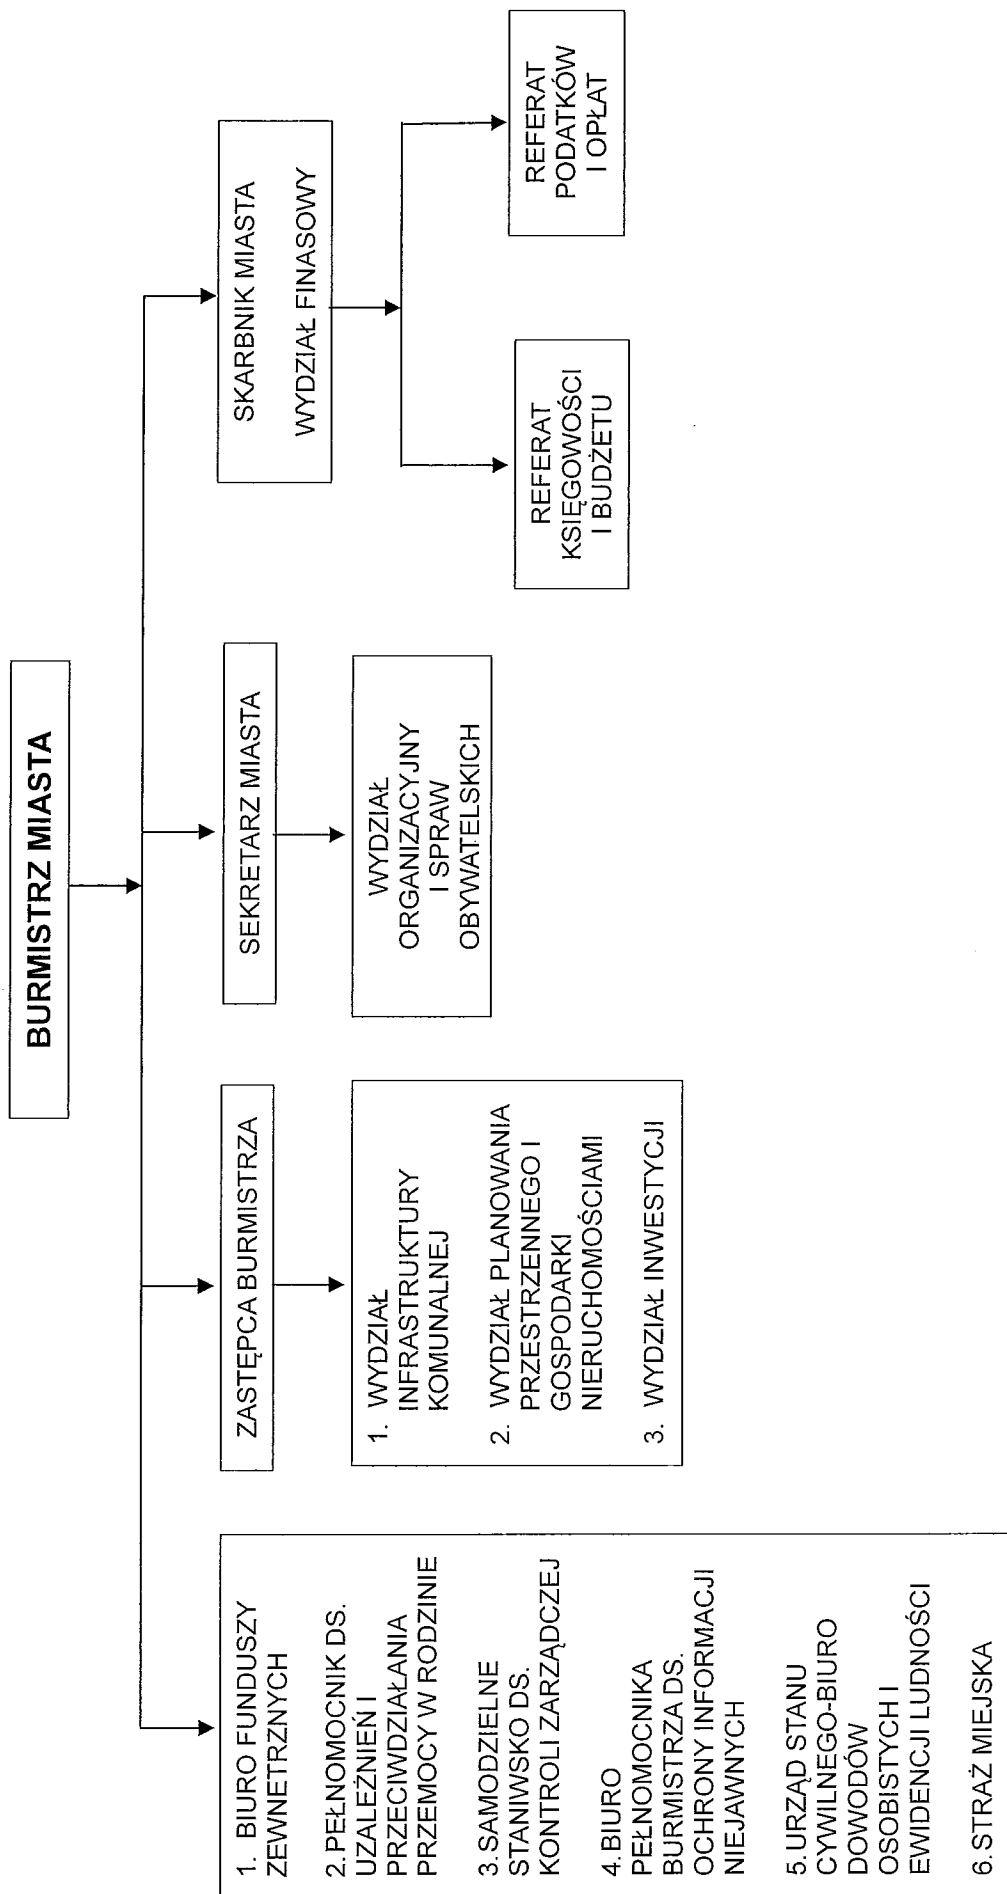 BURMISTRZ MIASTA
1. BIURO FUNDUSZY
ZEWNETRZNYCH
2. PEŁNOMOCNIK DS.
UZALEŻNIEŃ I
PRZECIWDZIAŁANIA
PRZEMOCY W RODZINIE
3. SAMODZIELNE
STANIWSKO DS.
KONTROLI ZARZĄDCZEJ
4. BIURO
PEŁNOMOCNIKA
BURMISTRZA DS.
OCHRONY INFORMACJI
NIEJAWNYCH
5. URZĄD STANU
CYWILNEGO-BIURO
DOWODÓW
OSOBISTYCH I
EWIDENCJI LUDNOŚCI
6. STRAŻ MIEJSKA
ZASTĘPCA BURMISTRZA
1. WYDZIAŁ
INFRASTRUKTURY
KOMUNALNEJ
2. WYDZIAŁ PLANOWANIA
PRZESTRZENNEGO I
GOSPODARKI
NIERUCHOMOŚCIAMI
3. WYDZIAŁ INWESTYCJI
SEKRETARZ MIASTA
WYDZIAŁ
ORGANIZACYJNY
I SPRAW
OBYWATELSKICH
SKARBNIK MIASTA
WYDZIAŁ FINASOWY
REFERAT
KSIĘGOWOŚCI
I BUDŻETU
REFERAT
PODATKÓW
I OPŁAT